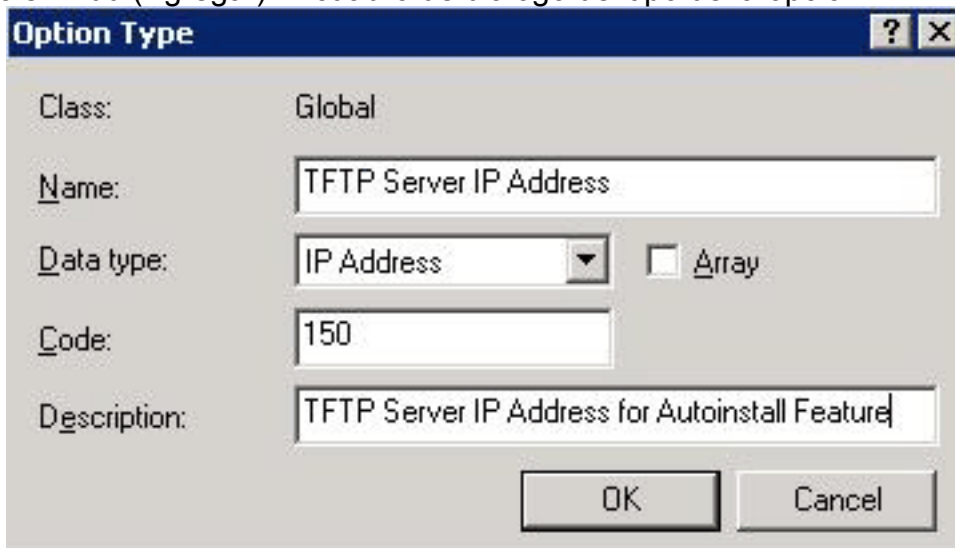 Option Type
? X
Class: Global
Name: TFTP Server IP Address
Data type: IP Address Array
Code: 150
Description: TFTP Server IP Address for Autoinstall Feature
OK Cancel